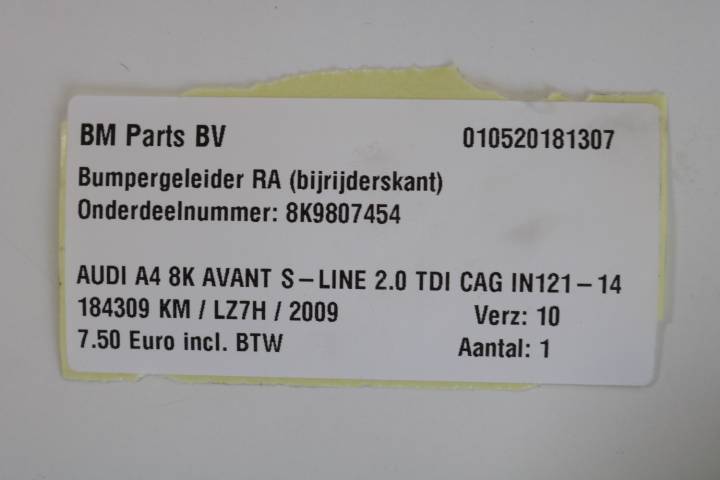 BM Parts BV 010520181307
Bumpergeleider RA (bijrijderskant)
Onderdeelnummer: 8K9807454
AUDI A4 8K AVANT S-LINE 2.0 TDI CAG IN121-14
184309 KM / LZ7H / 2009 Verz: 10
7.50 Euro incl. BTW Aantal: 1